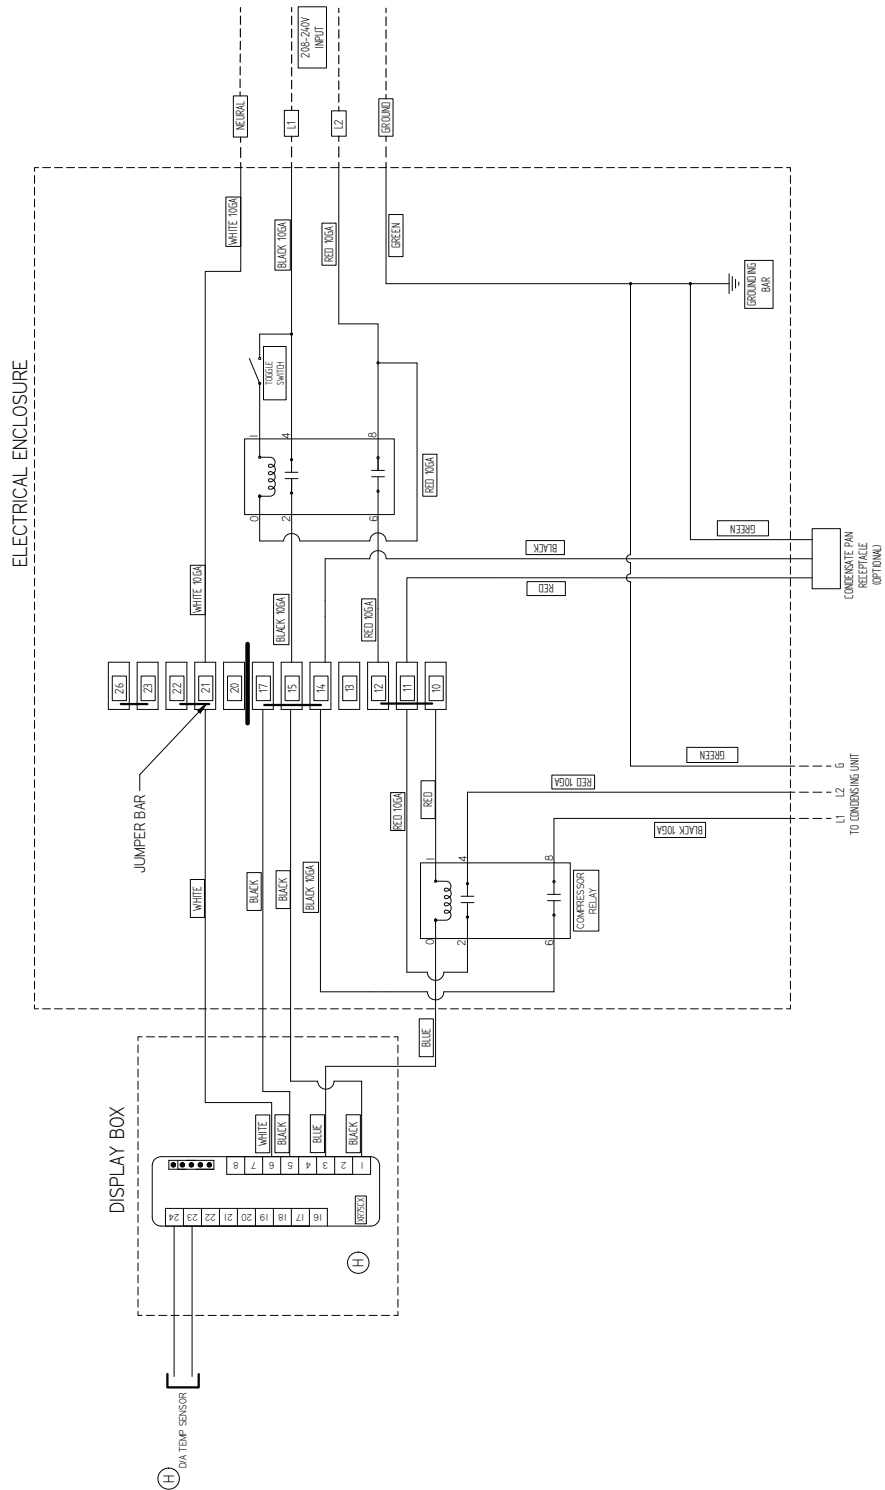 ELECTRICAL ENCLOSURE
208-240V
INPUT
NEURAL
L1
L2
GROUND
WHITE 10GA
BLACK 10GA
RED 10GA
GREEN
GROUNDING
BAR
TOGGLE
SWITCH
1
4
8
0
2
6
RED 10GA
WHITE 10GA
BLACK 10GA
RED 10GA
BLACK
RED
GREEN
CONDENSATE PAN
RECEPTACLE
(OPTIONAL)
26
23
22
21
20
17
15
14
13
12
11
10
JUMPER BAR
WHITE
BLACK
BLACK
BLACK 10GA
RED 10GA
RED
RED 10GA
GREEN
BLACK 10GA
G
L2
L1
TO CONDENSING UNIT
1
4
8
0
2
6
COMPRESSOR
RELAY
BLUE
DISPLAY BOX
WHITE
BLACK
BLUE
BLACK
8
7
6
5
4
3
2
1
24
23
22
21
20
19
18
17
16
XR75CX
H
D/A TEMP SENSOR
H